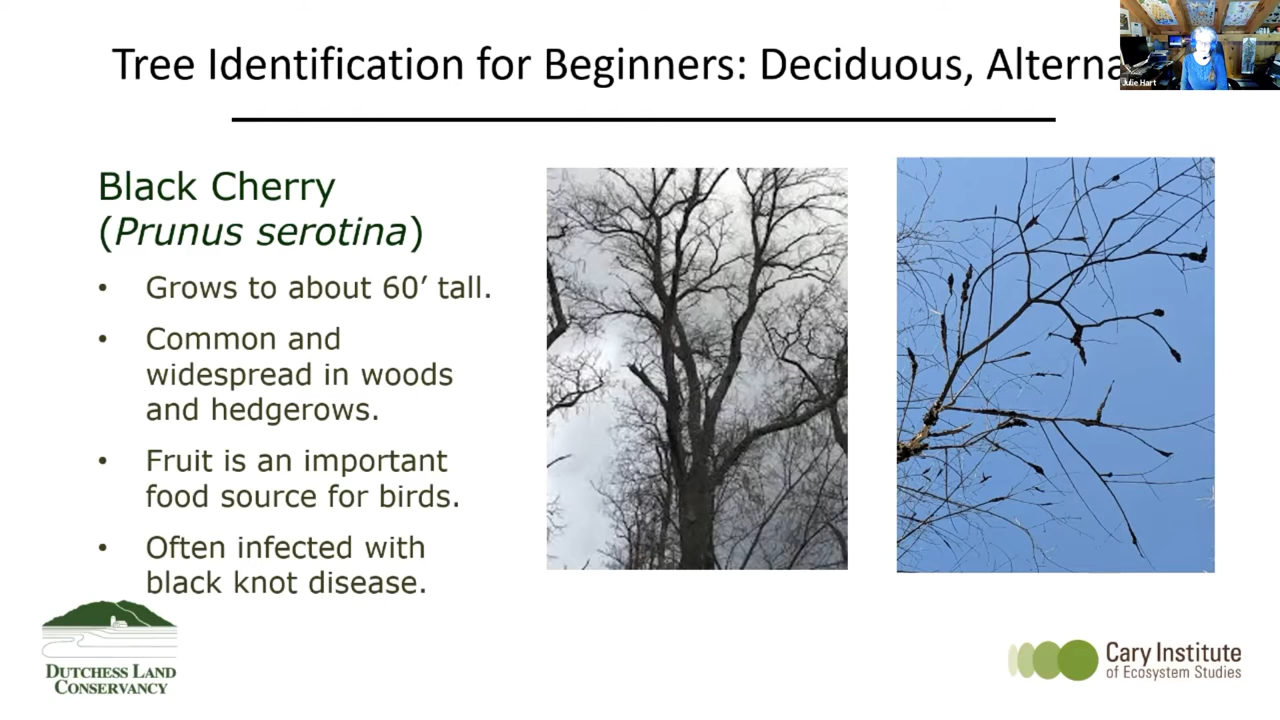 Tree Identification for Beginners: Deciduous, Alterna
Julie Hart
Black Cherry
(Prunus serotina)
• Grows to about 60′ tall.
• Common and
widespread in woods
and hedgerows.
• Fruit is an important
food source for birds.
• Often infected with
black knot disease.
DUTCHESS LAND
CONSERVANCY
Cary Institute
of Ecosystem Studies